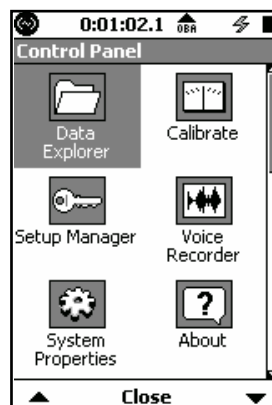 0:01:02.1 OBA
Control Panel
Data Explorer
Calibrate
Setup Manager
Voice Recorder
System Properties
? About
Close